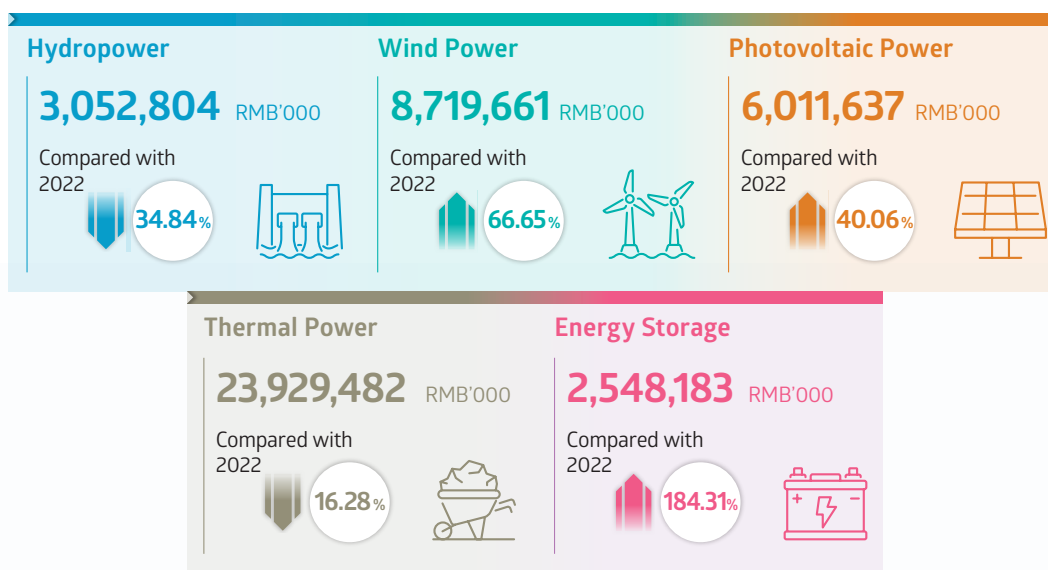 Hydropower
3,052,804 RMB'000
Compared with
2022
34.84%
Wind Power
8,719,661 RMB'000
Compared with
2022
66.65%
Photovoltaic Power
6,011,637 RMB'000
Compared with
2022
40.06%
Thermal Power
23,929,482 RMB'000
Compared with
2022
16.28%
Energy Storage
2,548,183 RMB'000
Compared with
2022
184.31%